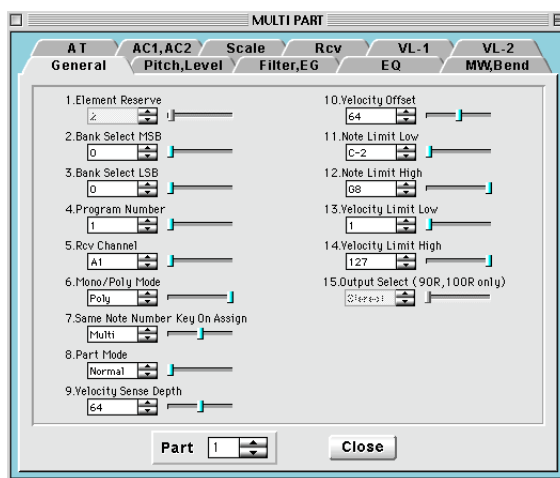 MULTI PART
AT AC1,AC2 Scale Rcv VL-1 VL-2
General Pitch,Level Filter,EG EQ MW,Bend
1.Element Reserve
2
2.Bank Select MSB
0
3.Bank Select LSB
0
4.Program Number
1
5.Rcv Channel
A1
6.Mono/Poly Mode
Poly
7.Same Note Number Key On Assign
Multi
8.Part Mode
Normal
9.Velocity Sense Depth
64
10.Velocity Offset
64
11.Note Limit Low
C-2
12.Note Limit High
G8
13.Velocity Limit Low
1
14.Velocity Limit High
127
15.Output Select (90R,100R only)
Stereo
Part 1 Close